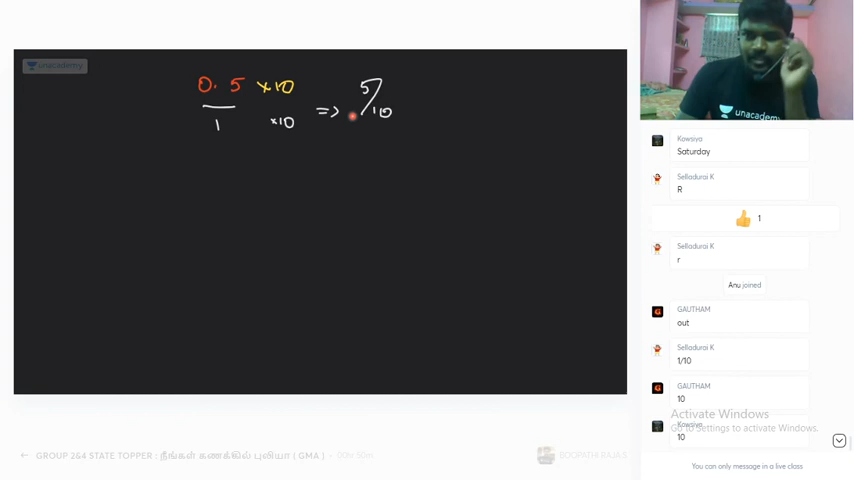 unacademy
0.5 ×10
1 ×10
=> 5/10
unacademy
Kowsiya
Saturday
Selladurai K
R
1
Selladurai K
r
Anu joined
GAUTHAM
out
Selladurai K
1/10
GAUTHAM
10
Activate Windows
Go to Settings to activate Windows.
Kowsiya
10
You can only message in a live class
GROUP 2&4 STATE TOPPER : நீங்கள் கணக்கில் புலியா ( GMA )
BOOPATHI RAJA S